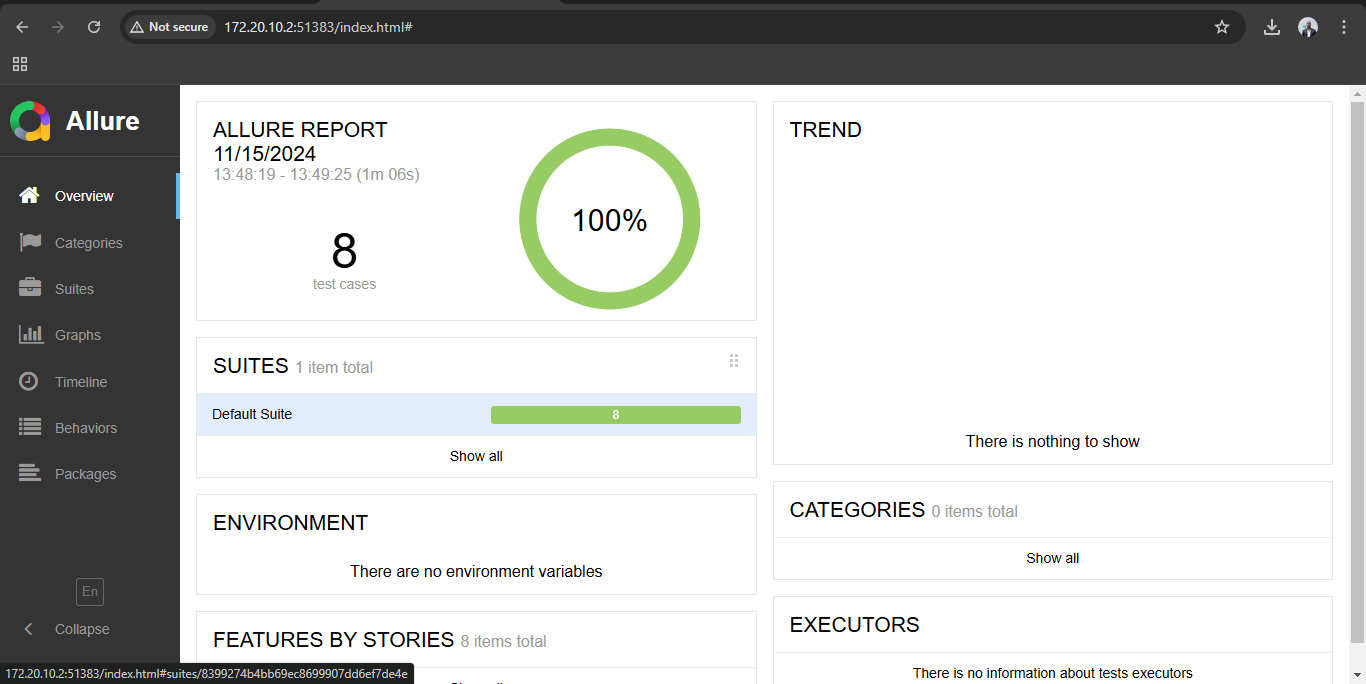 Not secure
172.20.10.2:51383/index.html#
Allure
Overview
Categories
Suites
Graphs
Timeline
Behaviors
Packages
En
Collapse
ALLURE REPORT
11/15/2024
13:48:19 - 13:49:25 (1m 06s)
8
test cases
100%
SUITES 1 item total
Default Suite
8
Show all
ENVIRONMENT
There are no environment variables
FEATURES BY STORIES 8 items total
TREND
There is nothing to show
CATEGORIES 0 items total
Show all
EXECUTORS
There is no information about tests executors
172.20.10.2:51383/index.html#suites/8399274b4bb69ec8699907dd6ef7de4e